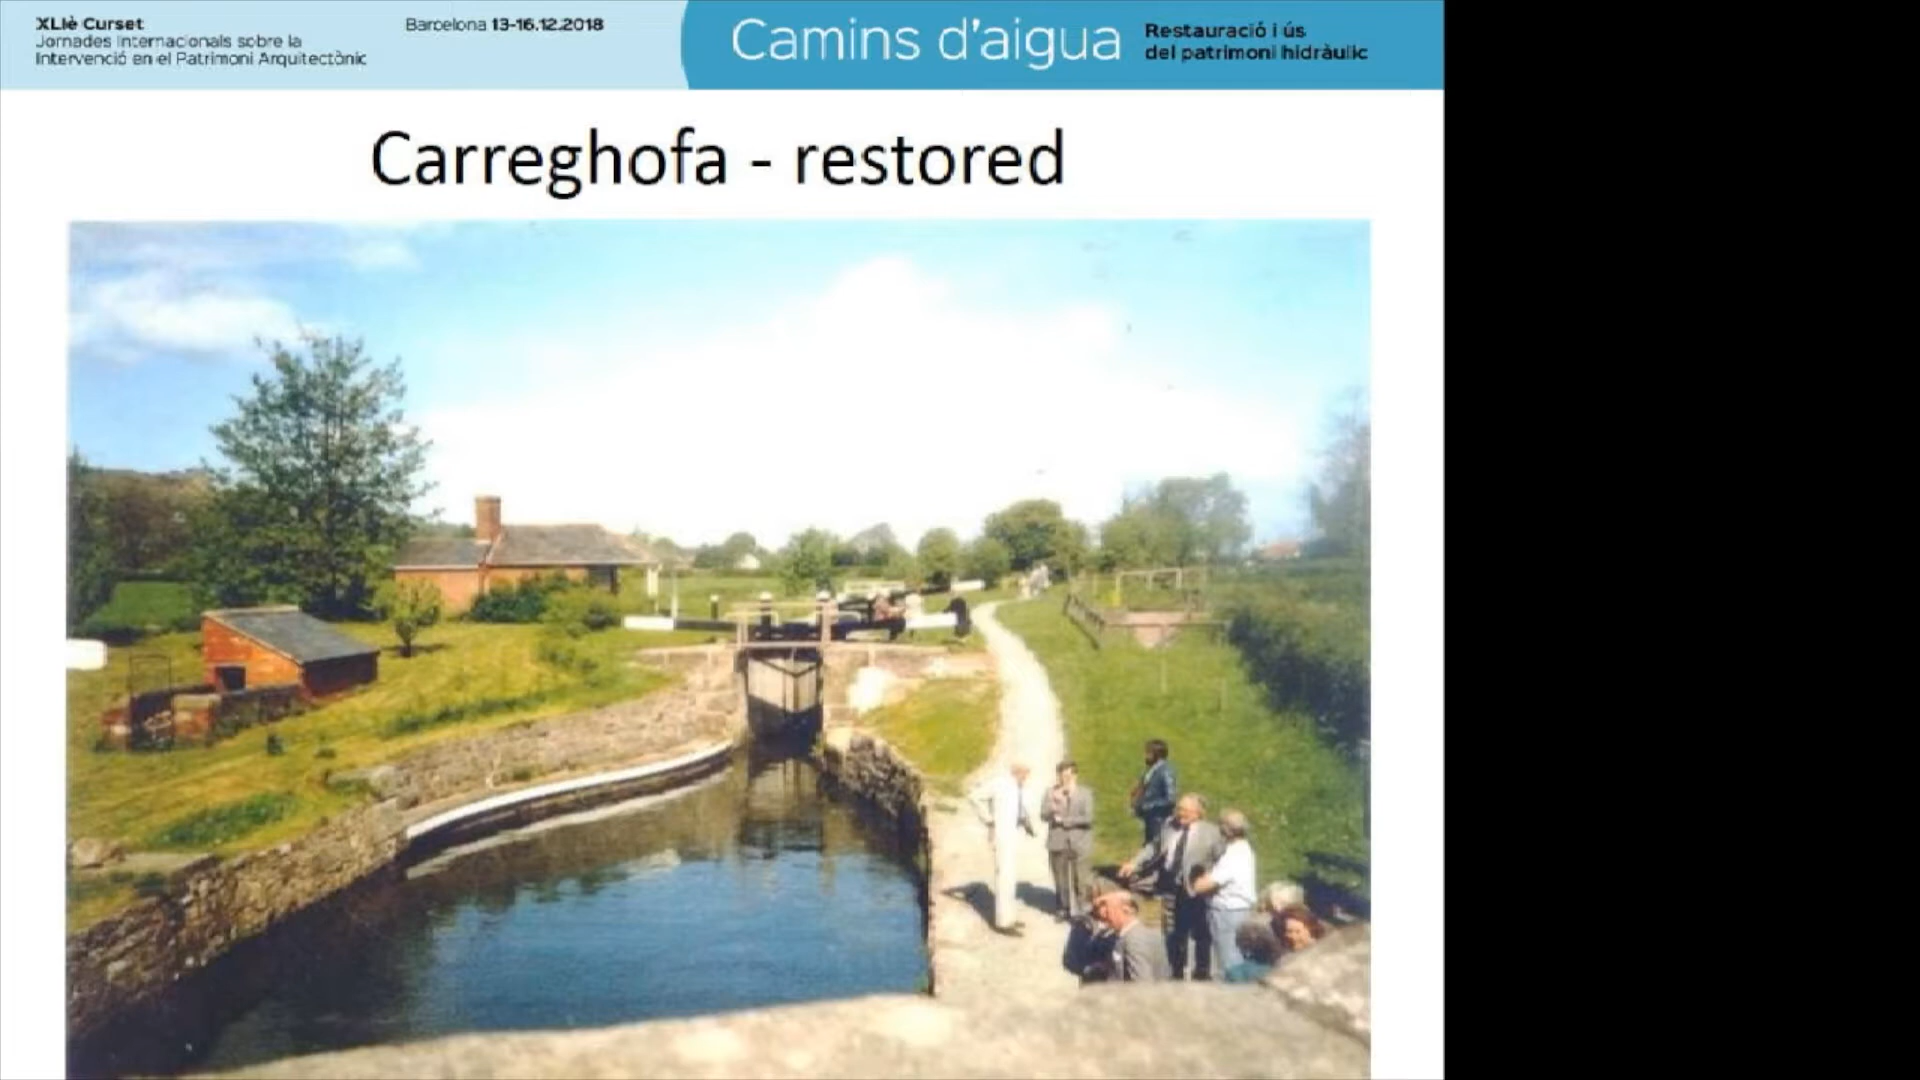 XLIè Curset
Jornades Internacionals sobre la
Intervenció en el Patrimoni Arquitectònic
Barcelona 13-16.12.2018
Camins d'aigua
Restauració i ús
del patrimoni hidràulic
Carreghofa - restored